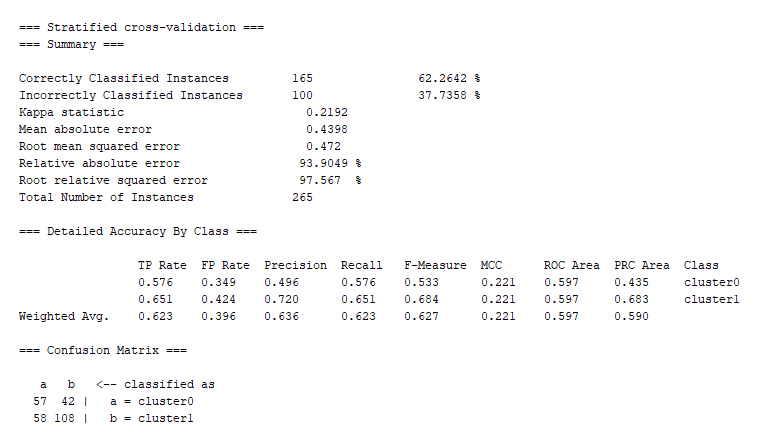 === Stratified cross-validation ===
=== Summary ===
Correctly Classified Instances 165 62.2642 %
Incorrectly Classified Instances 100 37.7358 %
Kappa statistic 0.2192
Mean absolute error 0.4398
Root mean squared error 0.472
Relative absolute error 93.9049 %
Root relative squared error 97.567 %
Total Number of Instances 265
=== Detailed Accuracy By Class ===
TP Rate FP Rate Precision Recall F-Measure MCC ROC Area PRC Area Class
0.576 0.349 0.496 0.576 0.533 0.221 0.597 0.435 cluster0
0.651 0.424 0.720 0.651 0.684 0.221 0.597 0.683 cluster1
Weighted Avg. 0.623 0.396 0.636 0.623 0.627 0.221 0.597 0.590
=== Confusion Matrix ===
a b <-- classified as
57 42 | a = cluster0
58 108 | b = cluster1